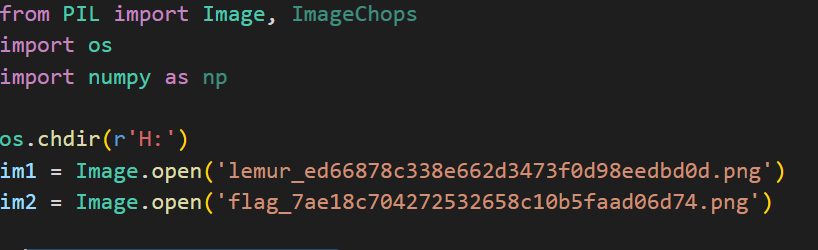 from PIL import Image, ImageChops
import os
import numpy as np
os.chdir(r'H:')
im1 = Image.open('lemur_ed66878c338e662d3473f0d98eedbd0d.png')
im2 = Image.open('flag_7ae18c704272532658c10b5faad06d74.png')